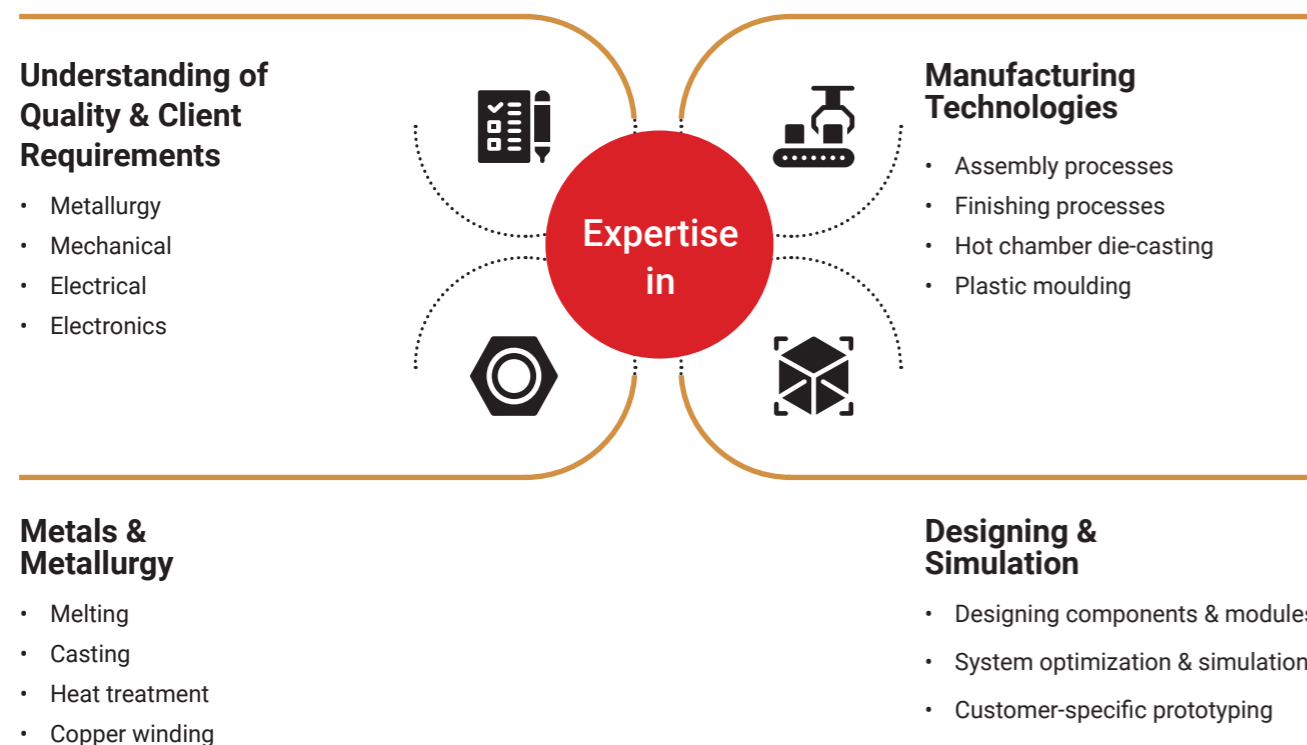 Understanding of
Quality & Client
Requirements
• Metallurgy
• Mechanical
• Electrical
• Electronics
Expertise
in
Manufacturing
Technologies
• Assembly processes
• Finishing processes
• Hot chamber die-casting
• Plastic moulding
Metals &
Metallurgy
• Melting
• Casting
• Heat treatment
• Copper winding
Designing &
Simulation
• Designing components & modules
• System optimization & simulation
• Customer-specific prototyping